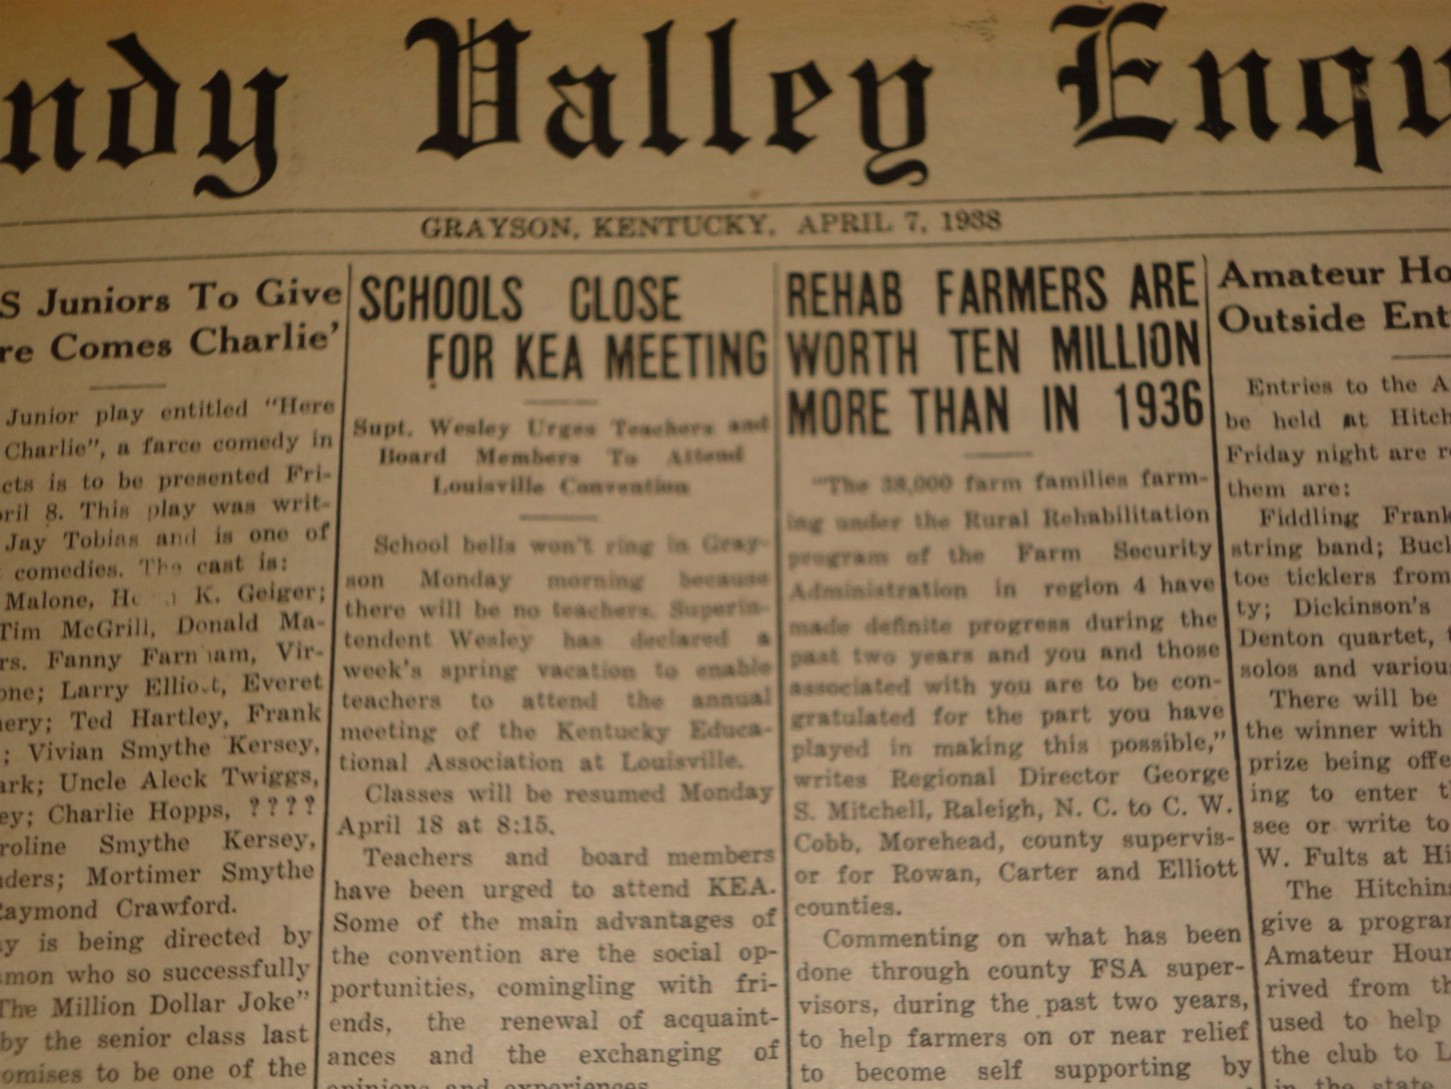 ndy Valley Enqu
GRAYSON, KENTUCKY, APRIL 7, 1938
S Juniors To Give
re Comes Charlie'
Junior play entitled "Here
Charlie", a farce comedy in
cts is to be presented Fri-
ril 8. This play was writ-
Jay Tobias and is one of
comedies. The cast is:
Malone, K. Geiger;
Tim McGrill, Donald Ma-
rs. Fanny Farnham, Vir-
one; Larry Elliott, Everet
ery; Ted Hartley, Frank
; Vivian Smythe Kersey,
ark; Uncle Aleck Twiggs,
ey; Charlie Hopps, ????
roline Smythe Kersey,
nders; Mortimer Smythe
Raymond Crawford.
ay is being directed by
mon who so successfully
The Million Dollar Joke"
by the senior class last
omises to be one of the
SCHOOLS CLOSE
FOR KEA MEETING
Supt. Wesley Urges Teachers and
Board Members To Attend
Louisville Convention
School bells won't ring in Gray-
son Monday morning because
there will be no teachers. Superin-
tendent Wesley has declared a
week's spring vacation to enable
teachers to attend the annual
meeting of the Kentucky Educa-
tional Association at Louisville.
Classes will be resumed Monday
April 18 at 8:15.
Teachers and board members
have been urged to attend KEA.
Some of the main advantages of
the convention are the social op-
portunities, comingling with fri-
ends, the renewal of acquaint-
ances and the exchanging of
opinions and experiences
REHAB FARMERS ARE
WORTH TEN MILLION
MORE THAN IN 1936
"The 38,000 farm families farm-
ing under the Rural Rehabilitation
program of the Farm Security
Administration in region 4 have
made definite progress during the
past two years and you and those
associated with you are to be con-
gratulated for the part you have
played in making this possible,"
writes Regional Director George
S. Mitchell, Raleigh, N. C. to C. W.
Cobb, Morehead, county supervis-
or for Rowan, Carter and Elliott
counties.
Commenting on what has been
done through county FSA super-
visors, during the past two years,
to help farmers on or near relief
to become self supporting by
Amateur Ho
Outside Ent
Entries to the A
be held at Hitch
Friday night are r
them are:
Fiddling Frank
string band; Buc
toe ticklers from
ty; Dickinson's
Denton quartet,
solos and variou
There will be
the winner with
prize being offe
ing to enter t
see or write to
W. Fults at Hi
The Hitchins
give a program
Amateur Hour
rived from th
used to help
the club to L
in the state